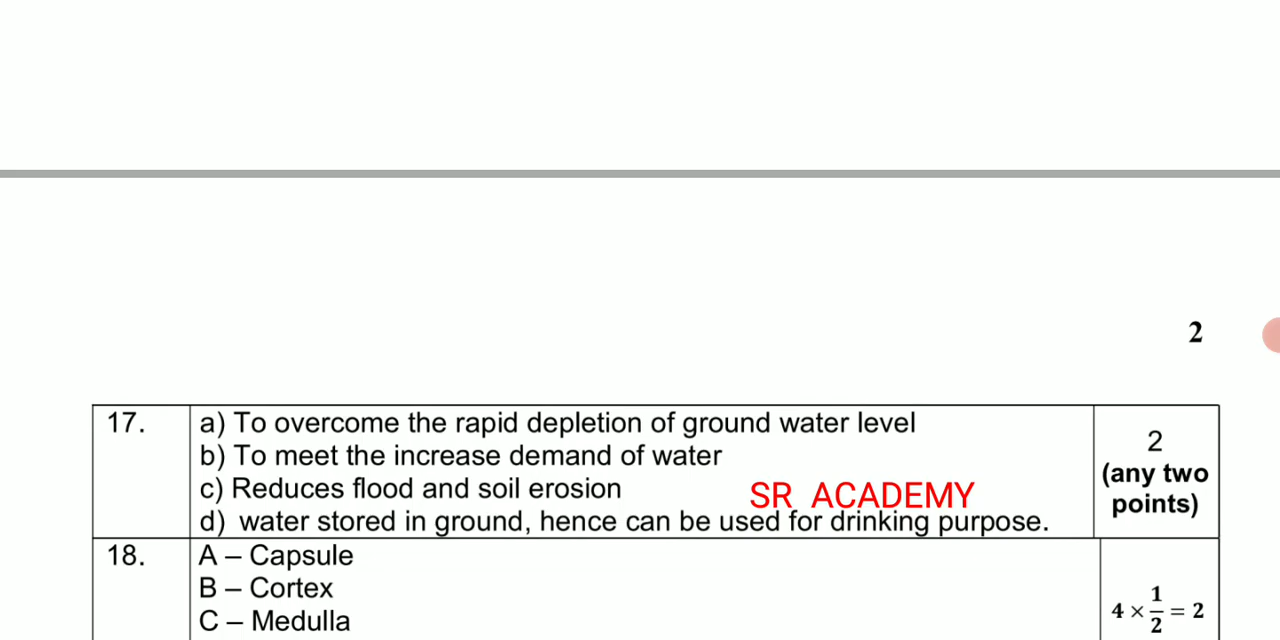 2
17.
a) To overcome the rapid depletion of ground water level
b) To meet the increase demand of water
c) Reduces flood and soil erosion
SR ACADEMY
d) water stored in ground, hence can be used for drinking purpose.
2
(any two
points)
18.
A – Capsule
B – Cortex
C – Medulla
4 × 1/2 = 2